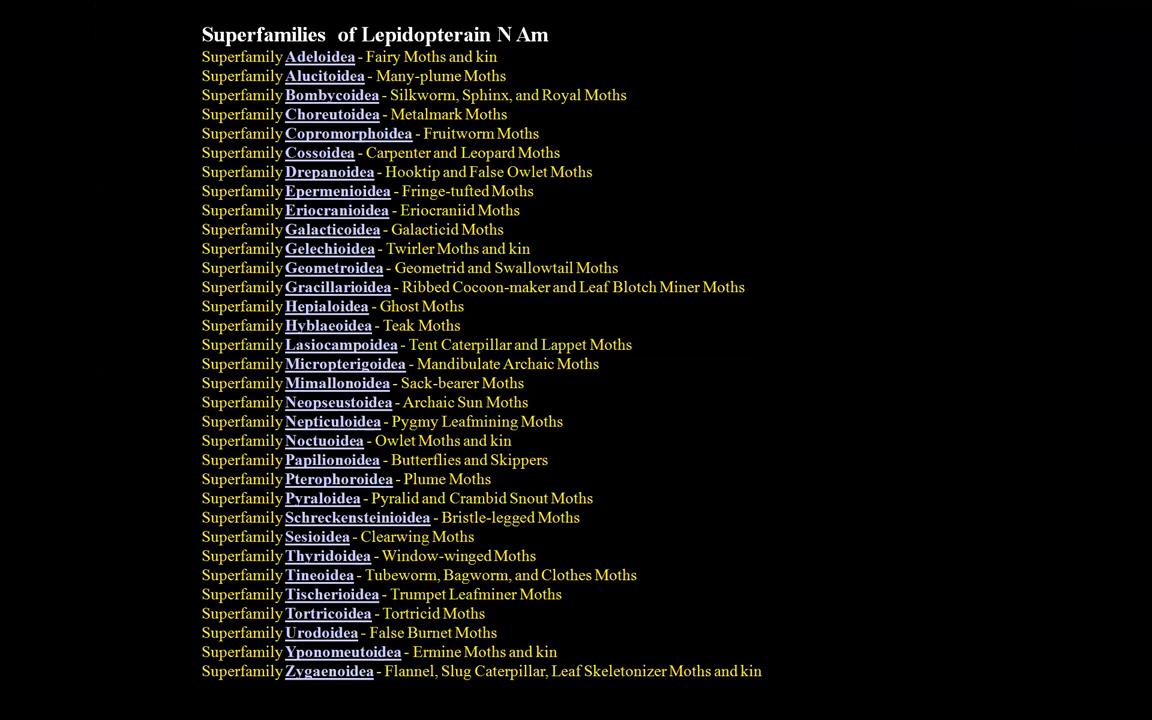 Superfamilies of Lepidopterain N Am
Superfamily Adeloidea - Fairy Moths and kin
Superfamily Alucitoidea - Many-plume Moths
Superfamily Bombycoidea - Silkworm, Sphinx, and Royal Moths
Superfamily Choreutoidea - Metalmark Moths
Superfamily Copromorphoidea - Fruitworm Moths
Superfamily Cossoidea - Carpenter and Leopard Moths
Superfamily Drepanoidea - Hooktip and False Owlet Moths
Superfamily Epermenioidea - Fringe-tufted Moths
Superfamily Eriocranioidea - Eriocraniid Moths
Superfamily Galacticoidea - Galacticid Moths
Superfamily Gelechioidea - Twirler Moths and kin
Superfamily Geometroidea - Geometrid and Swallowtail Moths
Superfamily Gracillarioidea - Ribbed Cocoon-maker and Leaf Blotch Miner Moths
Superfamily Hepialoidea - Ghost Moths
Superfamily Hyblaeoidea - Teak Moths
Superfamily Lasiocampoidea - Tent Caterpillar and Lappet Moths
Superfamily Micropterigoidea - Mandibulate Archaic Moths
Superfamily Mimallonoidea - Sack-bearer Moths
Superfamily Neopseustoidea - Archaic Sun Moths
Superfamily Nepticuloidea - Pygmy Leafmining Moths
Superfamily Noctuoidea - Owlet Moths and kin
Superfamily Papilionoidea - Butterflies and Skippers
Superfamily Pterophoroidea - Plume Moths
Superfamily Pyraloidea - Pyralid and Crambid Snout Moths
Superfamily Schreckensteinioidea - Bristle-legged Moths
Superfamily Sesioidea - Clearwing Moths
Superfamily Thyridoidea - Window-winged Moths
Superfamily Tineoidea - Tubeworm, Bagworm, and Clothes Moths
Superfamily Tischerioidea - Trumpet Leafminer Moths
Superfamily Tortricoidea - Tortricid Moths
Superfamily Urodoidea - False Burnet Moths
Superfamily Yponomeutoidea - Ermine Moths and kin
Superfamily Zygaenoidea - Flannel, Slug Caterpillar, Leaf Skeletonizer Moths and kin